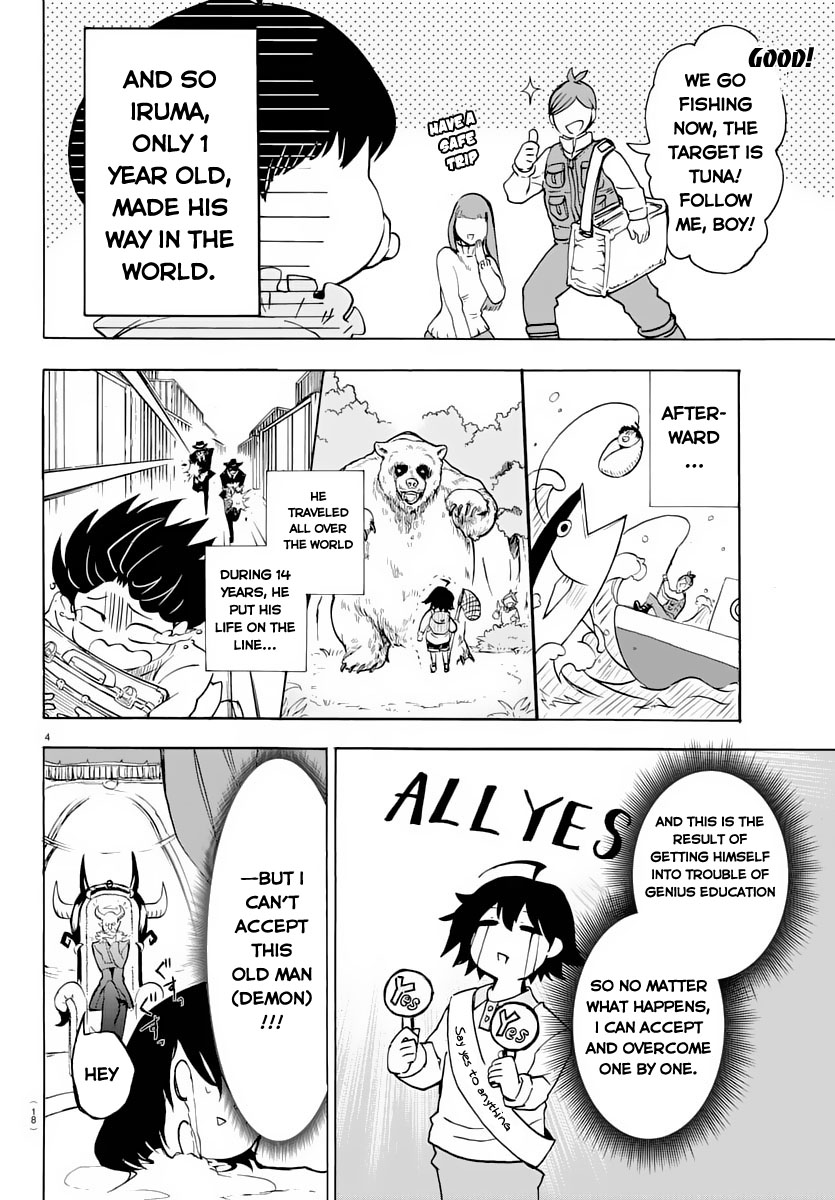 GOOD!
WE GO
FISHING
NOW, THE
TARGET IS
TUNA!
FOLLOW
ME, BOY!
HAVE A
SAFE
TRIP
AND SO
IRUMA,
ONLY 1
YEAR OLD,
MADE HIS
WAY IN THE
WORLD.
AFTER-
WARD
...
HE
TRAVELED
ALL OVER
THE WORLD
DURING 14
YEARS, HE
PUT HIS
LIFE ON THE
LINE...
4
ALL YES
AND THIS IS THE
RESULT OF
GETTING HIMSELF
INTO TROUBLE OF
GENIUS EDUCATION
SO NO MATTER
WHAT HAPPENS,
I CAN ACCEPT
AND OVERCOME
ONE BY ONE.
Yes
Yes
Say yes to anything
—BUT I
CAN'T
ACCEPT
THIS
OLD MAN
(DEMON)
!!!
HEY
(18)